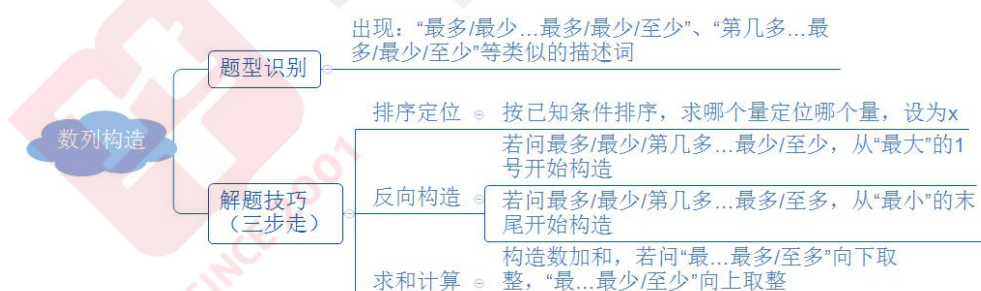 出现：“最多/最少...最多/最少/至少”、“第几多...最
多/最少/至少”等类似的描述词
题型识别
数列构造
排序定位
按已知条件排序，求哪个量定位哪个量，设为x
若问最多/最少/第几多...最少/至少，从“最大”的1
号开始构造
反向构造
若问最多/最少/第几多...最多/至多，从“最小”的末
尾开始构造
解题技巧
（三步走）
构造数加和，若问“最...最多/至多”向下取
整，“最...最少/至少”向上取整
求和计算
SINCE 2001